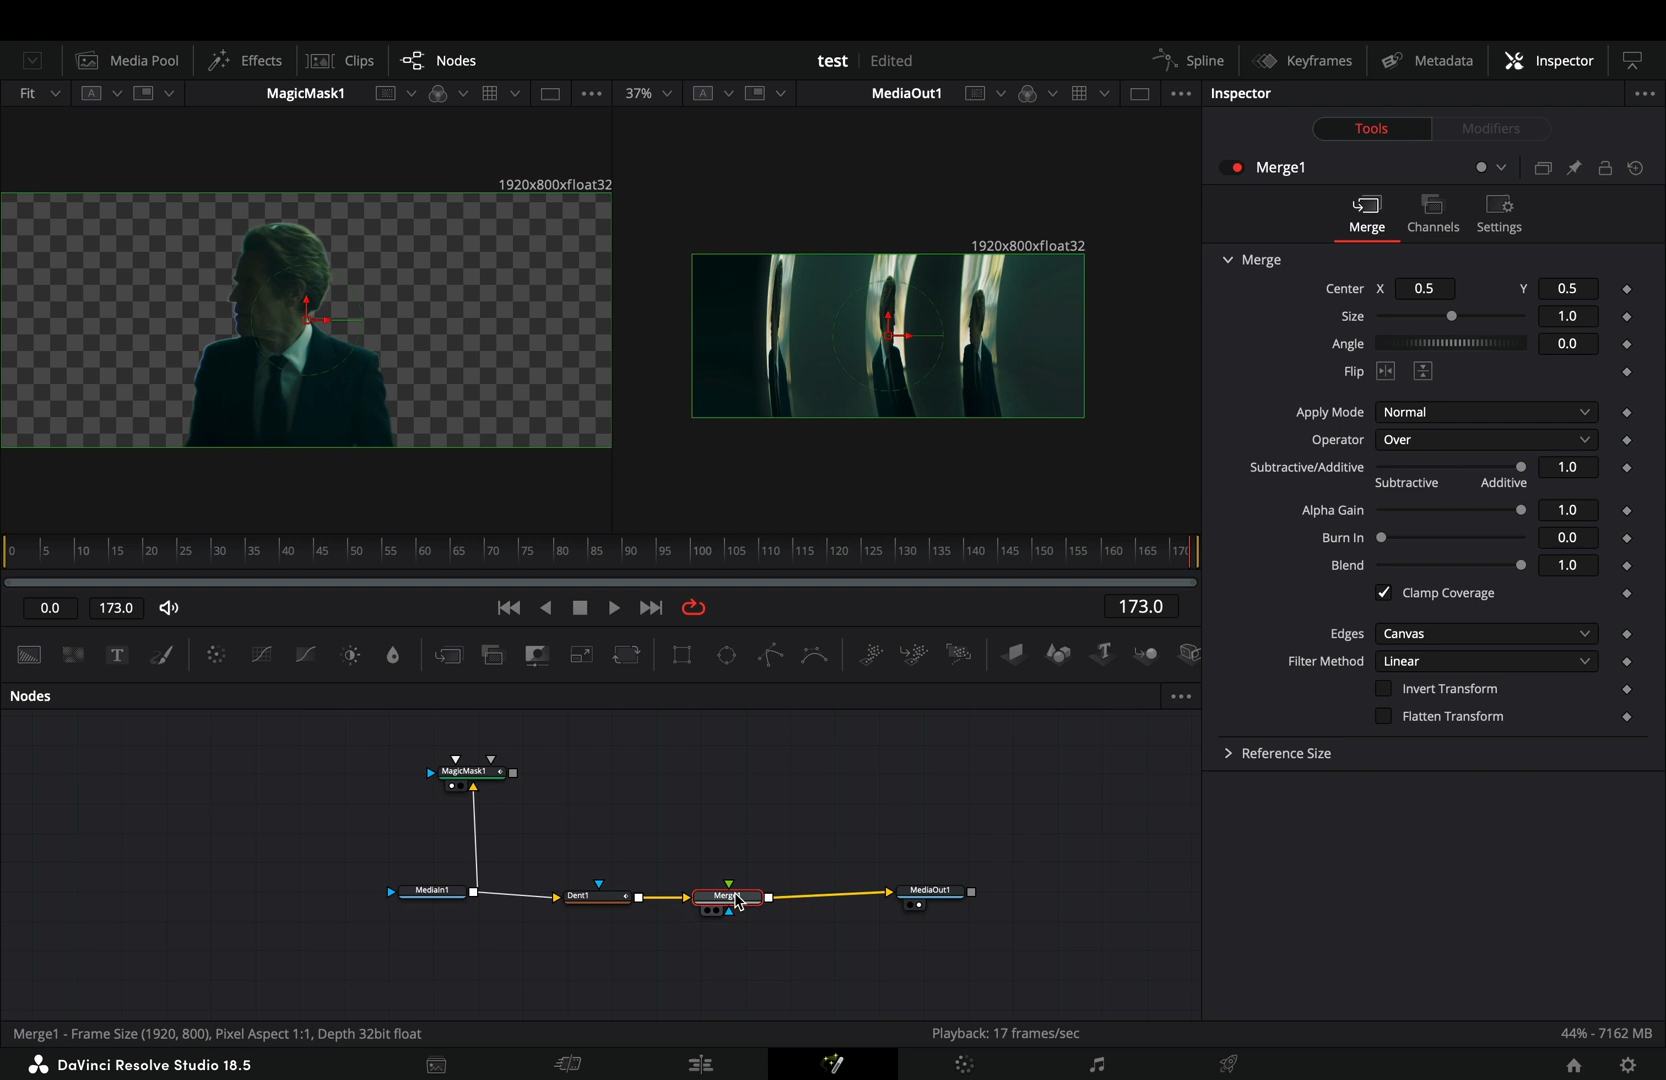 Media Pool
Effects
Clips
Nodes
test
Edited
Spline
Keyframes
Metadata
Inspector
Fit
A
MagicMask1
37%
A
MediaOut1
Inspector
1920x800xfloat32
1920x800xfloat32
Tools
Modifiers
Merge1
Merge
Channels
Settings
Merge
Center X 0.5 Y 0.5
Size 1.0
Angle 0.0
Flip
Apply Mode Normal
Operator Over
Subtractive/Additive 1.0
Subtractive Additive
Alpha Gain 1.0
Burn In 0.0
Blend 1.0
Clamp Coverage
Edges Canvas
Filter Method Linear
Invert Transform
Flatten Transform
Reference Size
0 5 10 15 20 25 30 35 40 45 50 55 60 65 70 75 80 85 90 95 100 105 110 115 120 125 130 135 140 145 150 155 160 165
0.0
173.0
173.0
T
Nodes
MagicMask1
MediaIn1
Dent1
MediaOut1
Merge1 - Frame Size (1920, 800), Pixel Aspect 1:1, Depth 32bit float
Playback: 17 frames/sec
44% - 7162 MB
DaVinci Resolve Studio 18.5